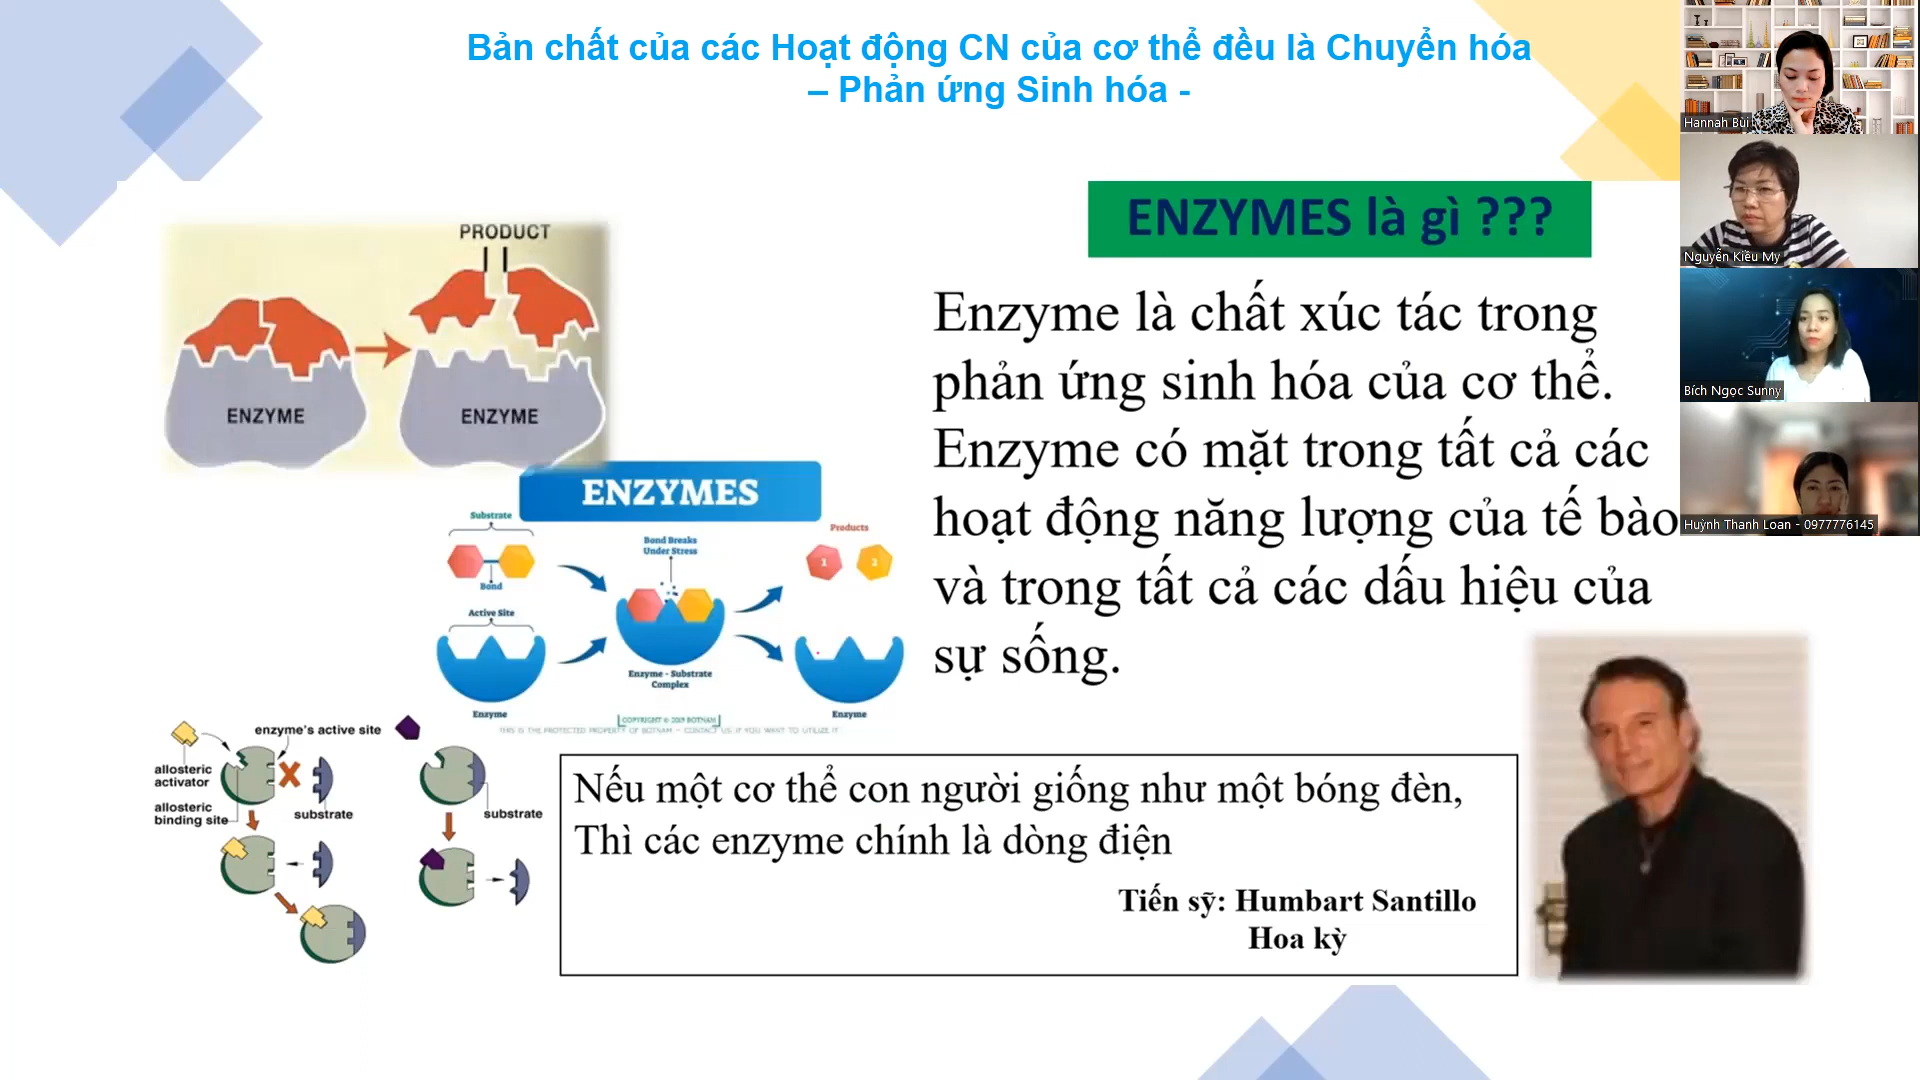 Bản chất của các Hoạt động CN của cơ thể đều là Chuyển hóa
– Phản ứng Sinh hóa -
Hannah Bùi
Nguyễn Kiều My
Bích Ngọc Sunny
Huỳnh Thanh Loan - 0977776145
ENZYMES là gì ???
PRODUCT
ENZYME
ENZYME
Enzyme là chất xúc tác trong
phản ứng sinh hóa của cơ thể.
Enzyme có mặt trong tất cả các
hoạt động năng lượng của tế bào
và trong tất cả các dấu hiệu của
sự sống.
ENZYMES
Substrate
Bond
Active Site
Enzyme
Bond Breaks
Under Stress
Enzyme - Substrate
Complex
Products
1
2
Enzyme
COPYRIGHT © 2019 BOTNAM
THIS IS THE PROTECTED PROPERTY OF BOTNAM – CONTACT US IF YOU WANT TO UTILIZE IT
enzyme's active site
allosteric
activator
allosteric
binding site
substrate
substrate
Nếu một cơ thể con người giống như một bóng đèn,
Thì các enzyme chính là dòng điện
Tiến sỹ: Humbart Santillo
Hoa kỳ